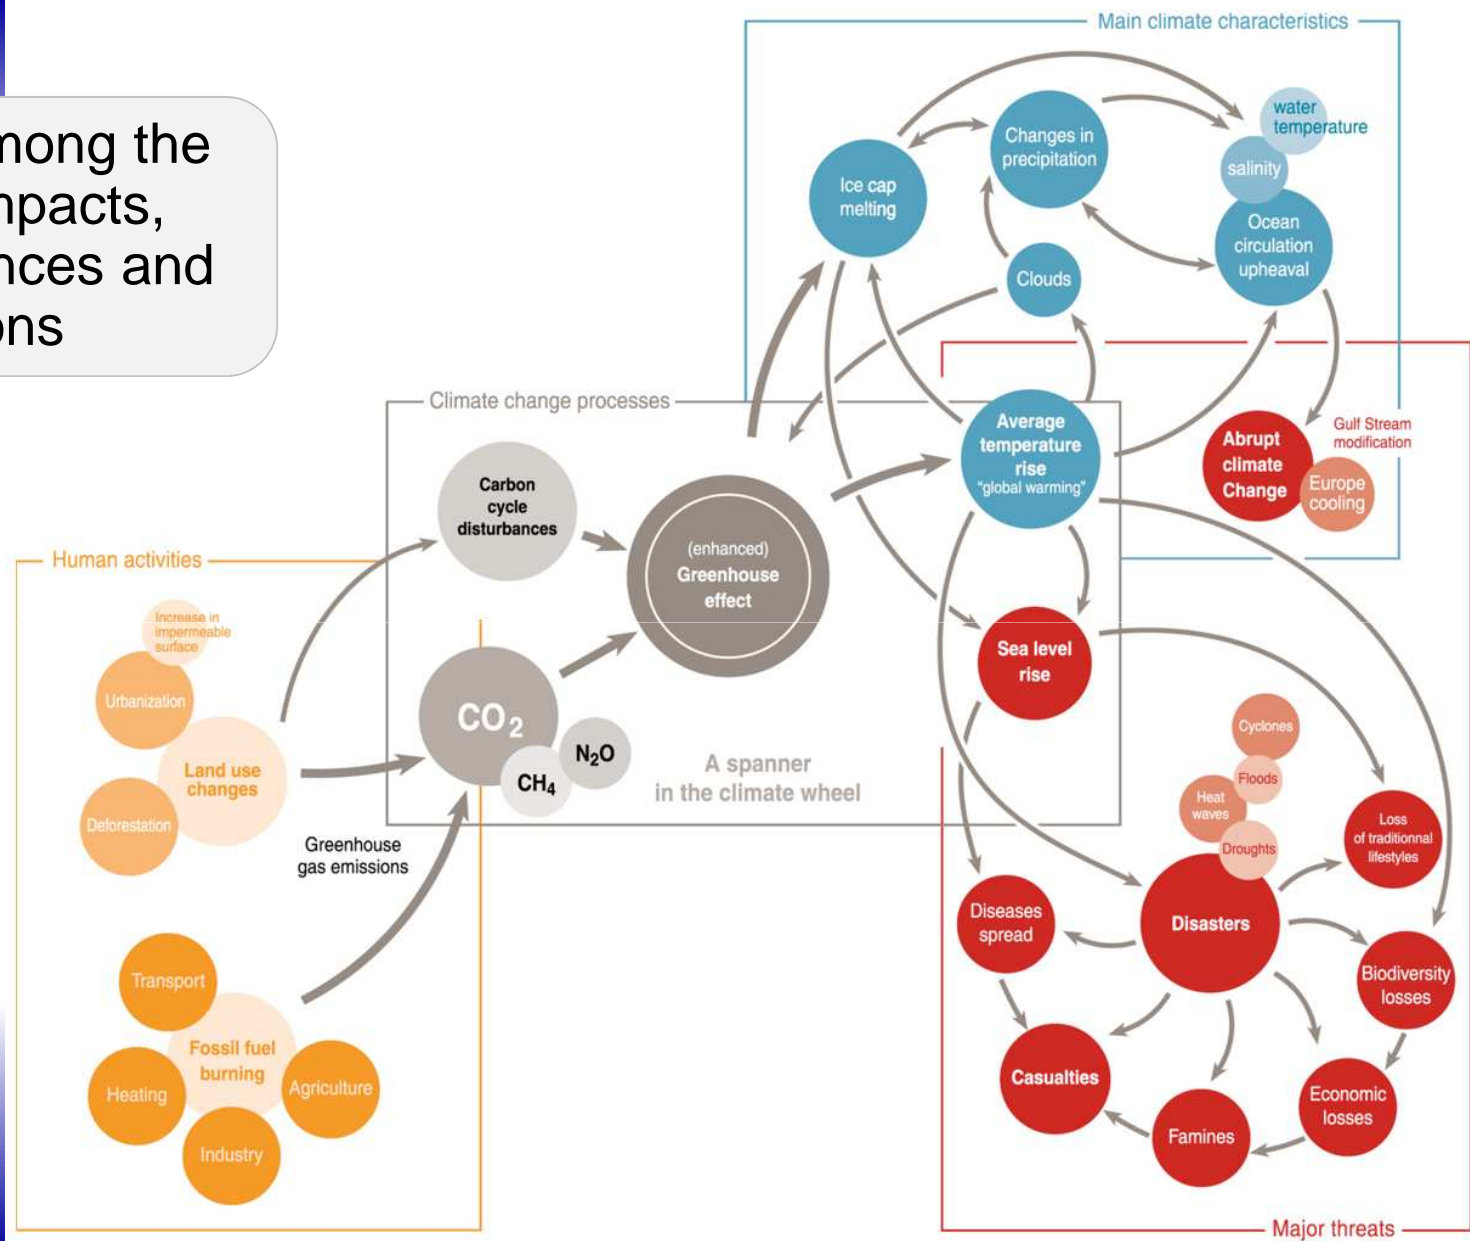 mong the
npacts,
nces and
ons
Main climate characteristics
water
temperature
salinity
Changes in
precipitation
Ice cap
melting
Ocean
circulation
upheaval
Clouds
Climate change processes
Average
temperature
rise
"global warming"
Gulf Stream
modification
Abrupt
climate
Change
Europe
cooling
Carbon
cycle
disturbances
(enhanced)
Greenhouse
effect
Human activities
Increase in
impermeable
surface
Urbanization
Land use
changes
Deforestation
CO2
CH4
N2O
A spanner
in the climate wheel
Greenhouse
gas emissions
Sea level
rise
Cyclones
Floods
Heat
waves
Droughts
Loss
of traditionnal
lifestyles
Diseases
spread
Disasters
Biodiversity
losses
Transport
Fossil fuel
burning
Heating
Agriculture
Industry
Casualties
Famines
Economic
losses
Major threats